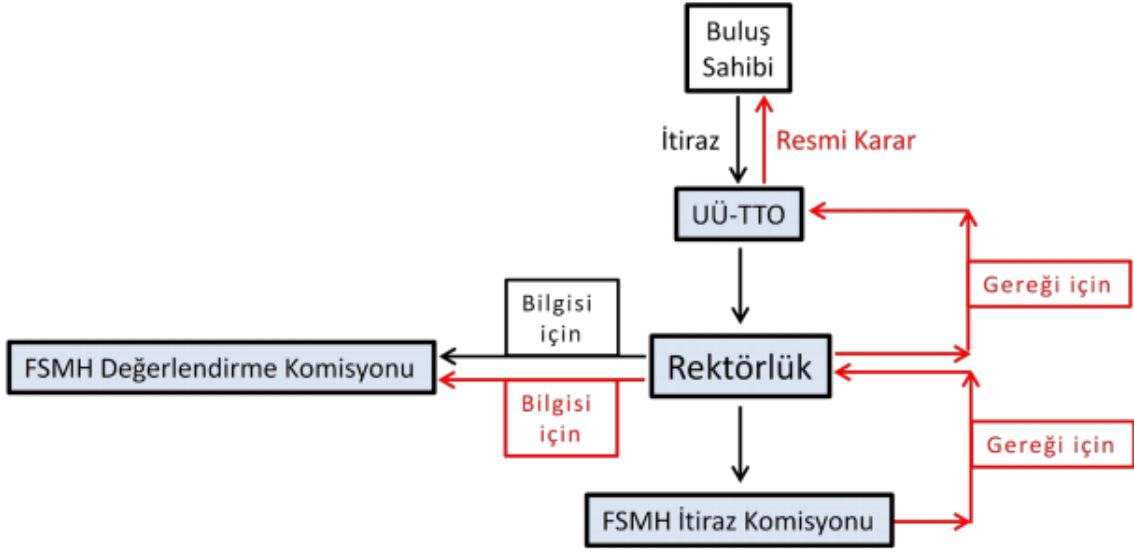 Buluş
Sahibi
İtiraz
Resmi Karar
UÜ-TTO
Gereği için
Bilgisi
için
FSMH Değerlendirme Komisyonu
Rektörlük
Bilgisi
için
Gereği için
FSMH İtiraz Komisyonu